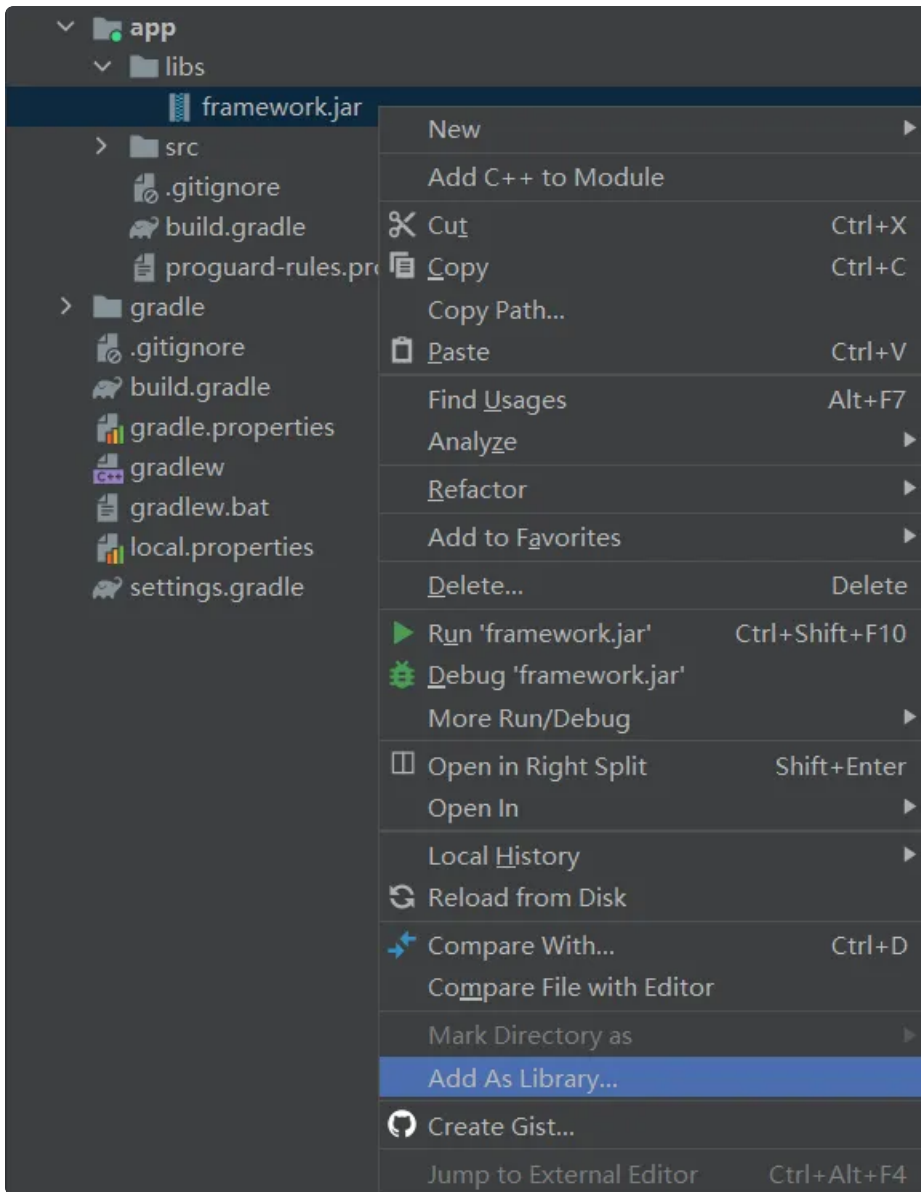 app
libs
framework.jar
src
.gitignore
build.gradle
proguard-rules.pro
gradle
.gitignore
build.gradle
gradle.properties
C++
gradlew
gradlew.bat
local.properties
settings.gradle
New
Add C++ to Module
Cut Ctrl+X
Copy Ctrl+C
Copy Path...
Paste Ctrl+V
Find Usages Alt+F7
Analyze
Refactor
Add to Favorites
Delete... Delete
Run 'framework.jar' Ctrl+Shift+F10
Debug 'framework.jar'
More Run/Debug
Open in Right Split Shift+Enter
Open In
Local History
Reload from Disk
Compare With... Ctrl+D
Compare File with Editor
Mark Directory as
Add As Library...
Create Gist...
Jump to External Editor Ctrl+Alt+F4